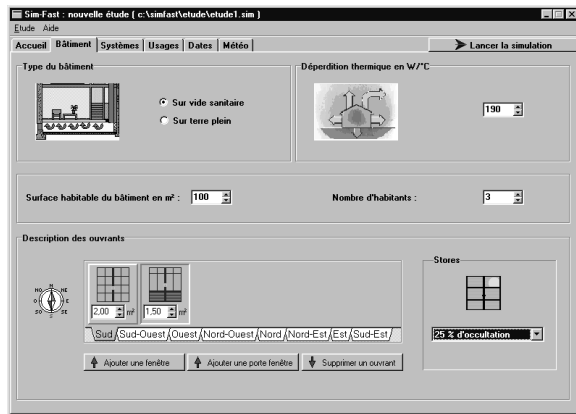 Sim-Fast : nouvelle étude ( c:\simfast\etude\etude1.sim )
Etude Aide
Accueil Bâtiment Systèmes Usages Dates Météo Lancer la simulation
Type du bâtiment
Sur vide sanitaire
Sur terre plein
Déperdition thermique en W/°C
190
Surface habitable du bâtiment en m² : 100 Nombre d'habitants : 3
Description des ouvrants
NO N NE
O E
SO S SE
2,00 m² 1,50 m²
Sud Sud-Ouest Ouest Nord-Ouest Nord Nord-Est Est Sud-Est
Ajouter une fenêtre Ajouter une porte fenêtre Supprimer un ouvrant
Stores
25 % d'occultation